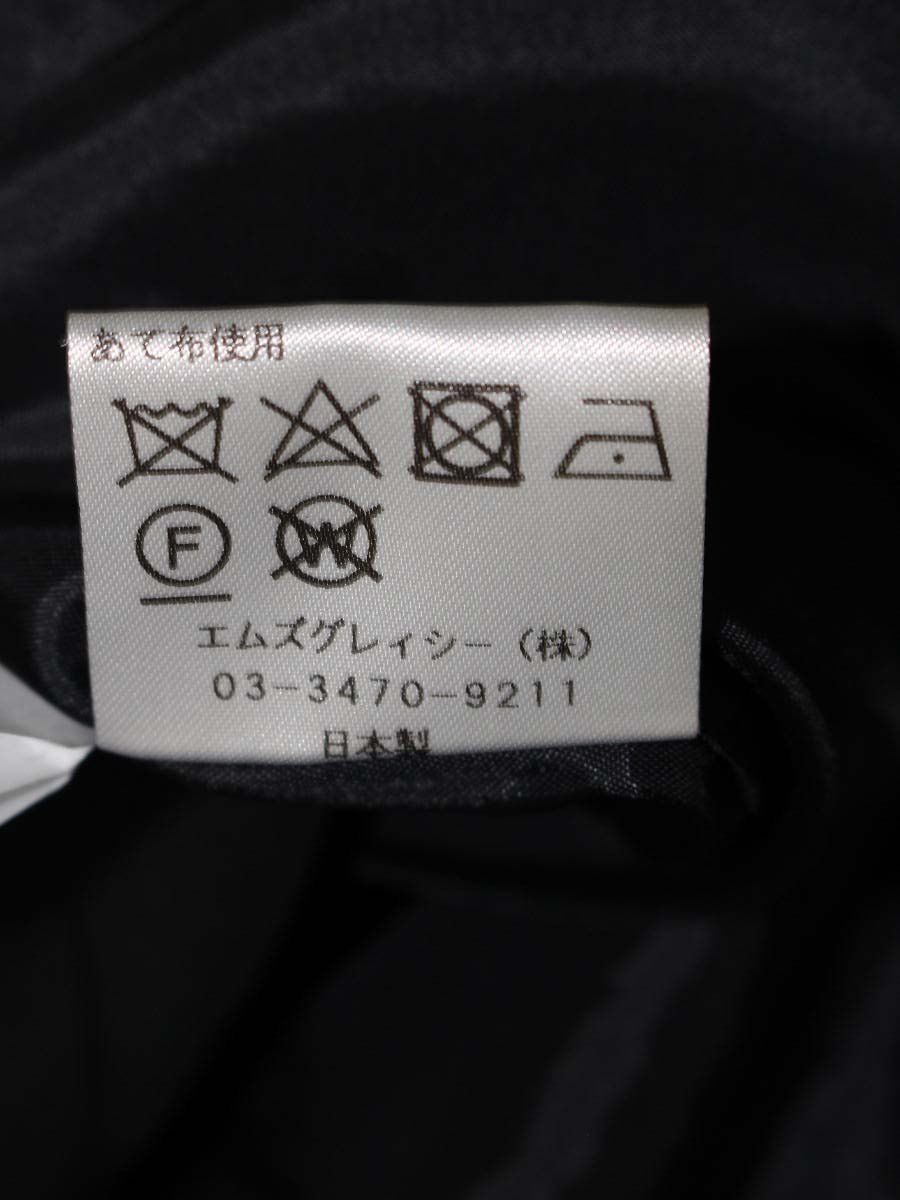 あて布使用
F W
エムズグレイシー（株）
03-3470-9211
日本製